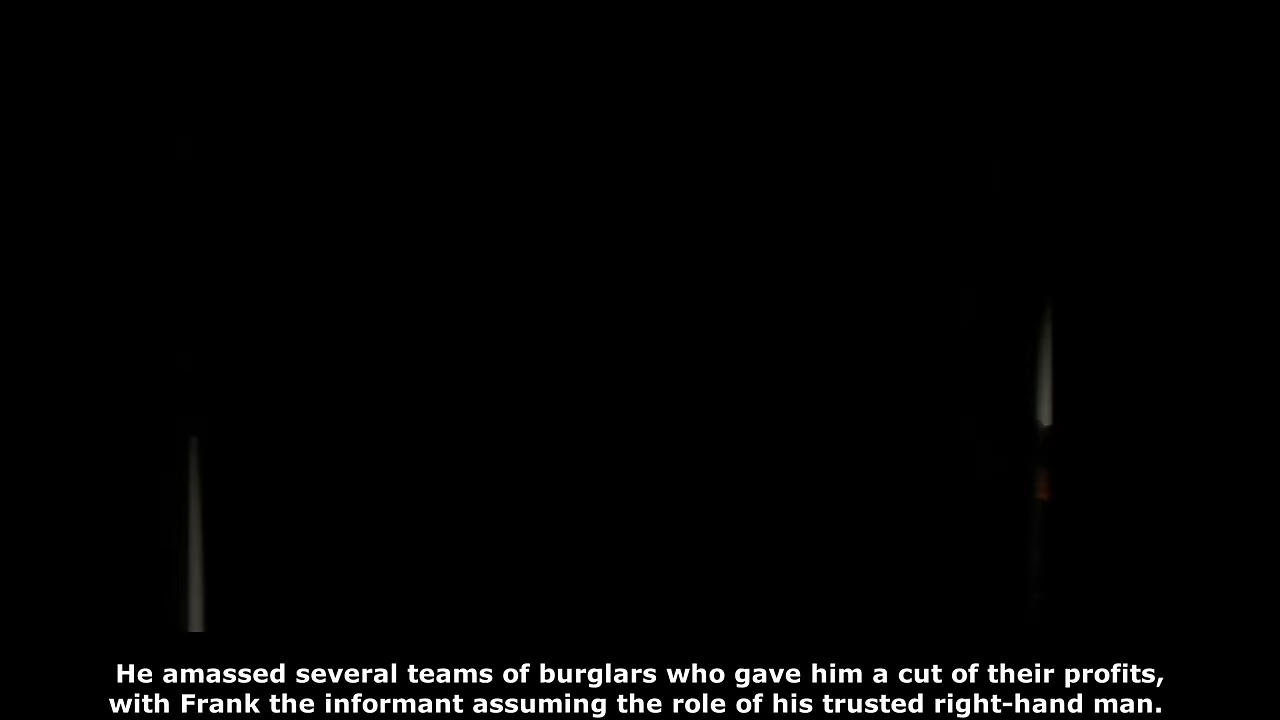 He amassed several teams of burglars who gave him a cut of their profits,
with Frank the informant assuming the role of his trusted right-hand man.